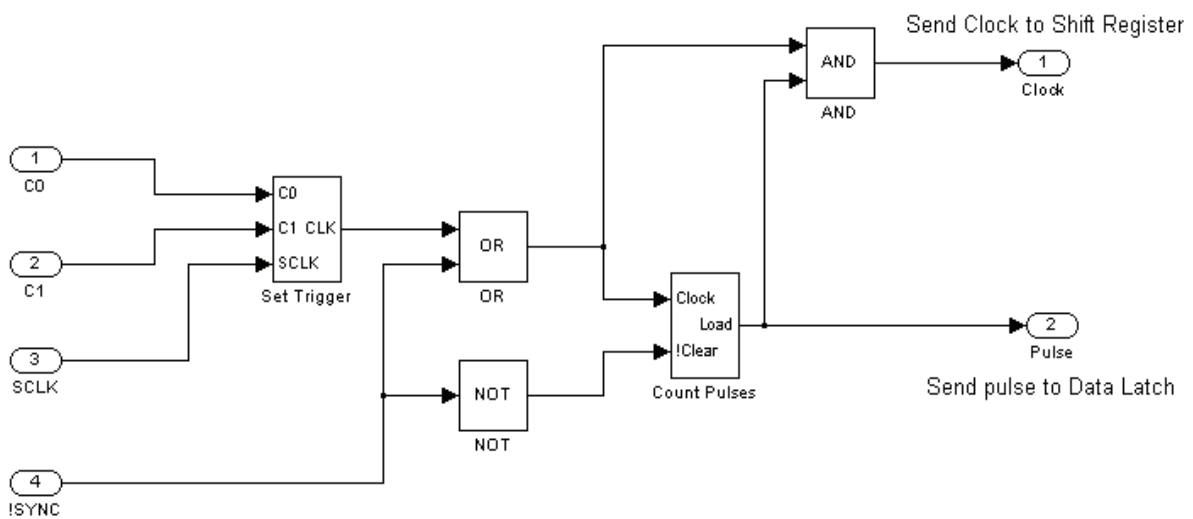 Send Clock to Shift Register
AND
1
AND
Clock
1
C0
C0
C1 CLK
SCLK
Set Trigger
2
C1
OR
OR
Clock
Load
!Clear
Count Pulses
2
Pulse
Send pulse to Data Latch
3
SCLK
NOT
NOT
4
!SYNC